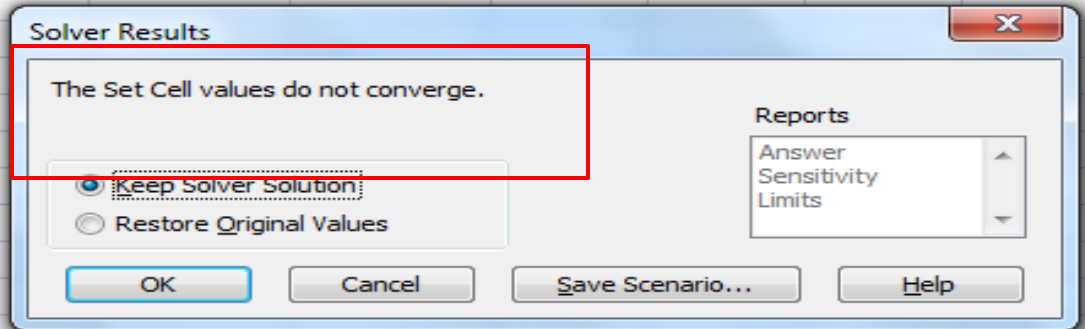 Solver Results
The Set Cell values do not converge.
Reports
Answer
Sensitivity
Limits
Keep Solver Solution
Restore Original Values
OK
Cancel
Save Scenario...
Help